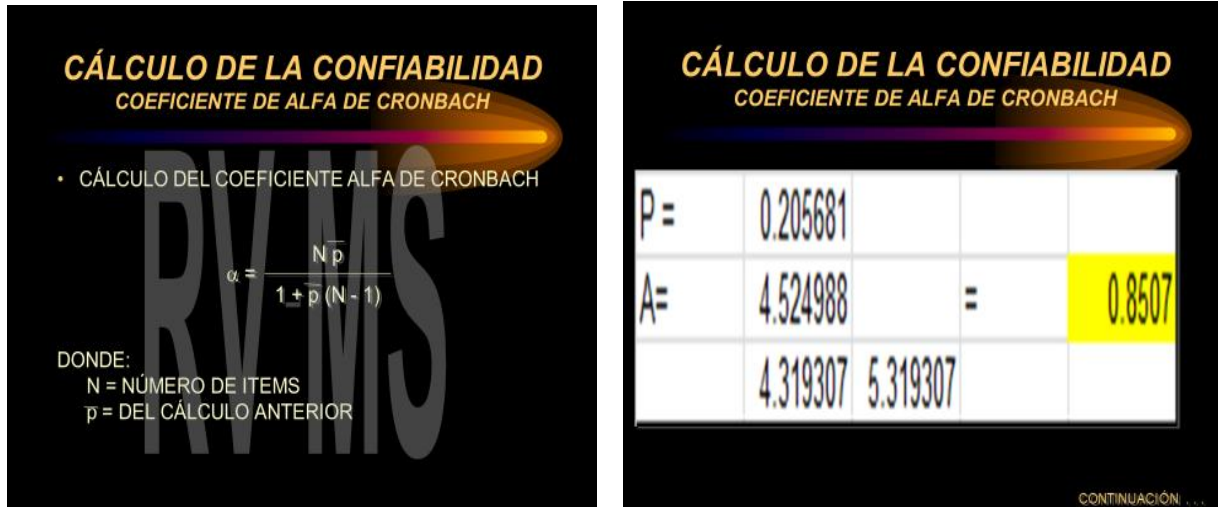 CÁLCULO DE LA CONFIABILIDAD
COEFICIENTE DE ALFA DE CRONBACH
• CÁLCULO DEL COEFICIENTE ALFA DE CRONBACH
α = N p̅
1 + p̅ (N - 1)
RV MS
DONDE:
N = NÚMERO DE ITEMS
p̅ = DEL CÁLCULO ANTERIOR
CÁLCULO DE LA CONFIABILIDAD
COEFICIENTE DE ALFA DE CRONBACH
P = 0.205681
A= 4.524988 = 0.8507
4.319307 5.319307
CONTINUACIÓN . . .